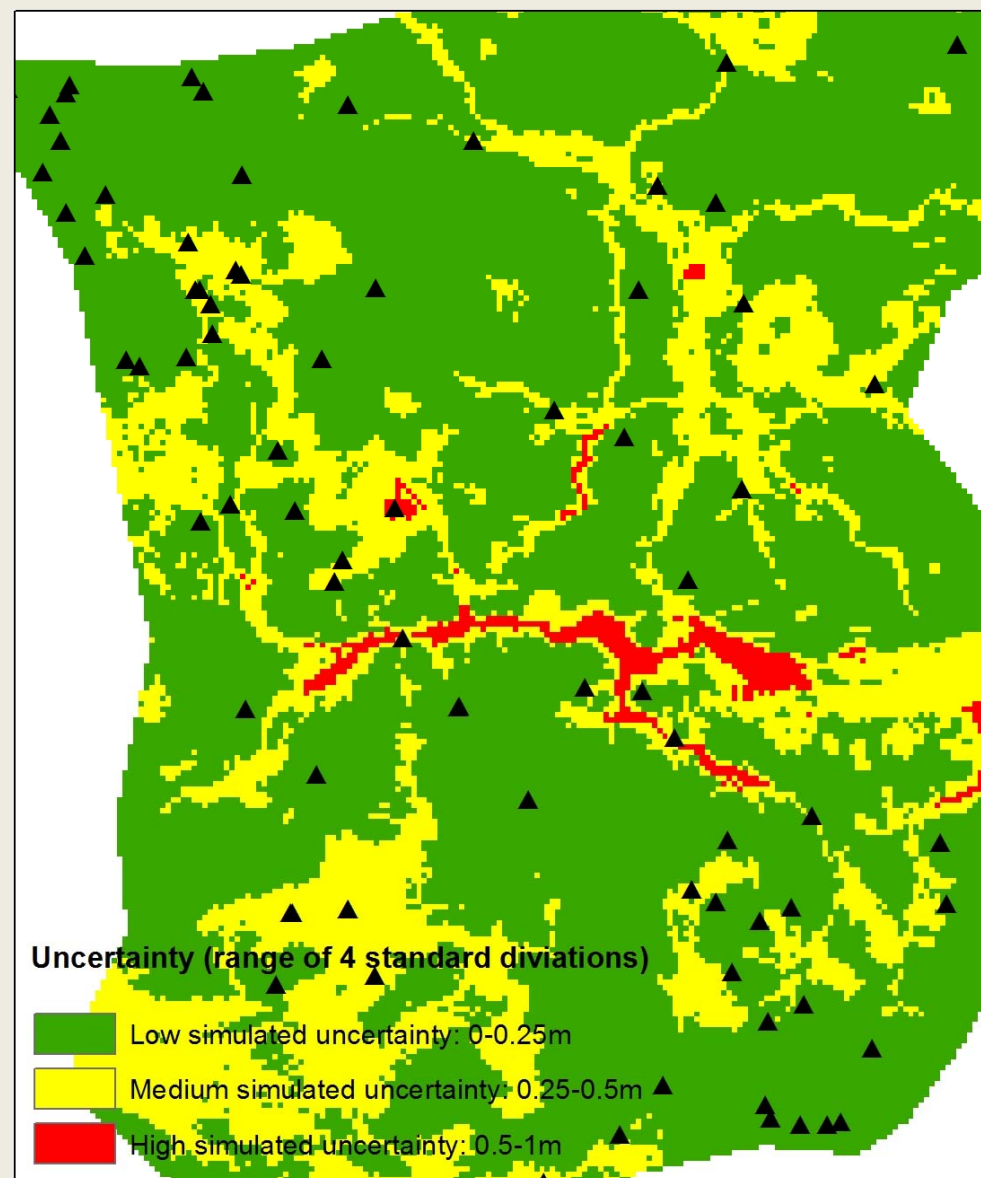 Uncertainty (range of 4 standard diviations)
Low simulated uncertainty: 0-0.25m
Medium simulated uncertainty: 0.25-0.5m
High simulated uncertainty: 0.5-1m